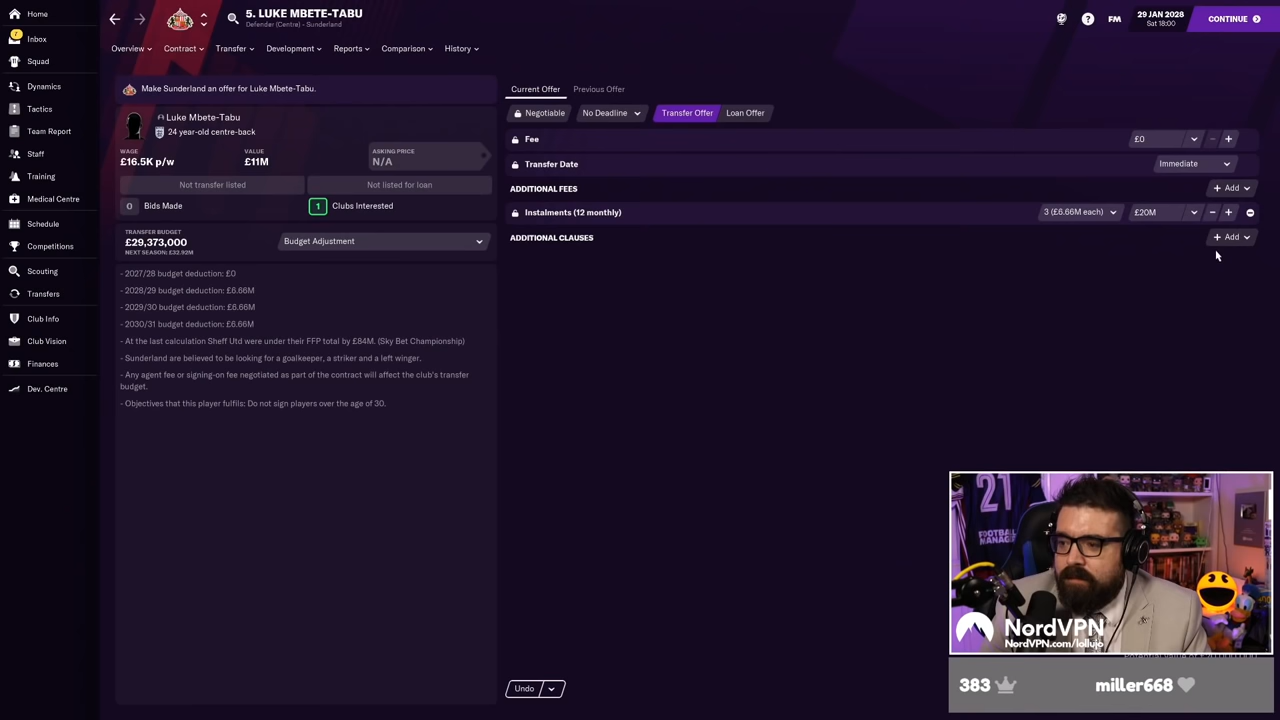 Home
5. LUKE MBETE-TABU
Defender (Centre) - Sunderland
FM
29 JAN 2028
Sat 18:00
CONTINUE
7
Inbox
Squad
Dynamics
Tactics
Team Report
Staff
Training
Medical Centre
Schedule
Competitions
Scouting
Transfers
Club Info
Club Vision
Finances
Dev. Centre
Overview
Contract
Transfer
Development
Reports
Comparison
History
Make Sunderland an offer for Luke Mbete-Tabu.
Luke Mbete-Tabu
24 year-old centre-back
WAGE
£16.5K p/w
VALUE
£11M
ASKING PRICE
N/A
Not transfer listed
Not listed for loan
0 Bids Made
1 Clubs Interested
TRANSFER BUDGET
£29,373,000
NEXT SEASON: £32.92M
Budget Adjustment
- 2027/28 budget deduction: £0
- 2028/29 budget deduction: £6.66M
- 2029/30 budget deduction: £6.66M
- 2030/31 budget deduction: £6.66M
- At the last calculation Sheff Utd were under their FFP total by £84M. (Sky Bet Championship)
- Sunderland are believed to be looking for a goalkeeper, a striker and a left winger.
- Any agent fee or signing-on fee negotiated as part of the contract will affect the club's transfer
budget.
- Objectives that this player fulfils: Do not sign players over the age of 30.
Current Offer
Previous Offer
Negotiable
No Deadline
Transfer Offer
Loan Offer
Fee
£0
Transfer Date
Immediate
ADDITIONAL FEES
+ Add
Instalments (12 monthly)
3 (£6.66M each)
£20M
ADDITIONAL CLAUSES
+ Add
Undo
21
FOOTBALL
MANAGER
NordVPN
NordVPN.com/lollujo
383
miller668